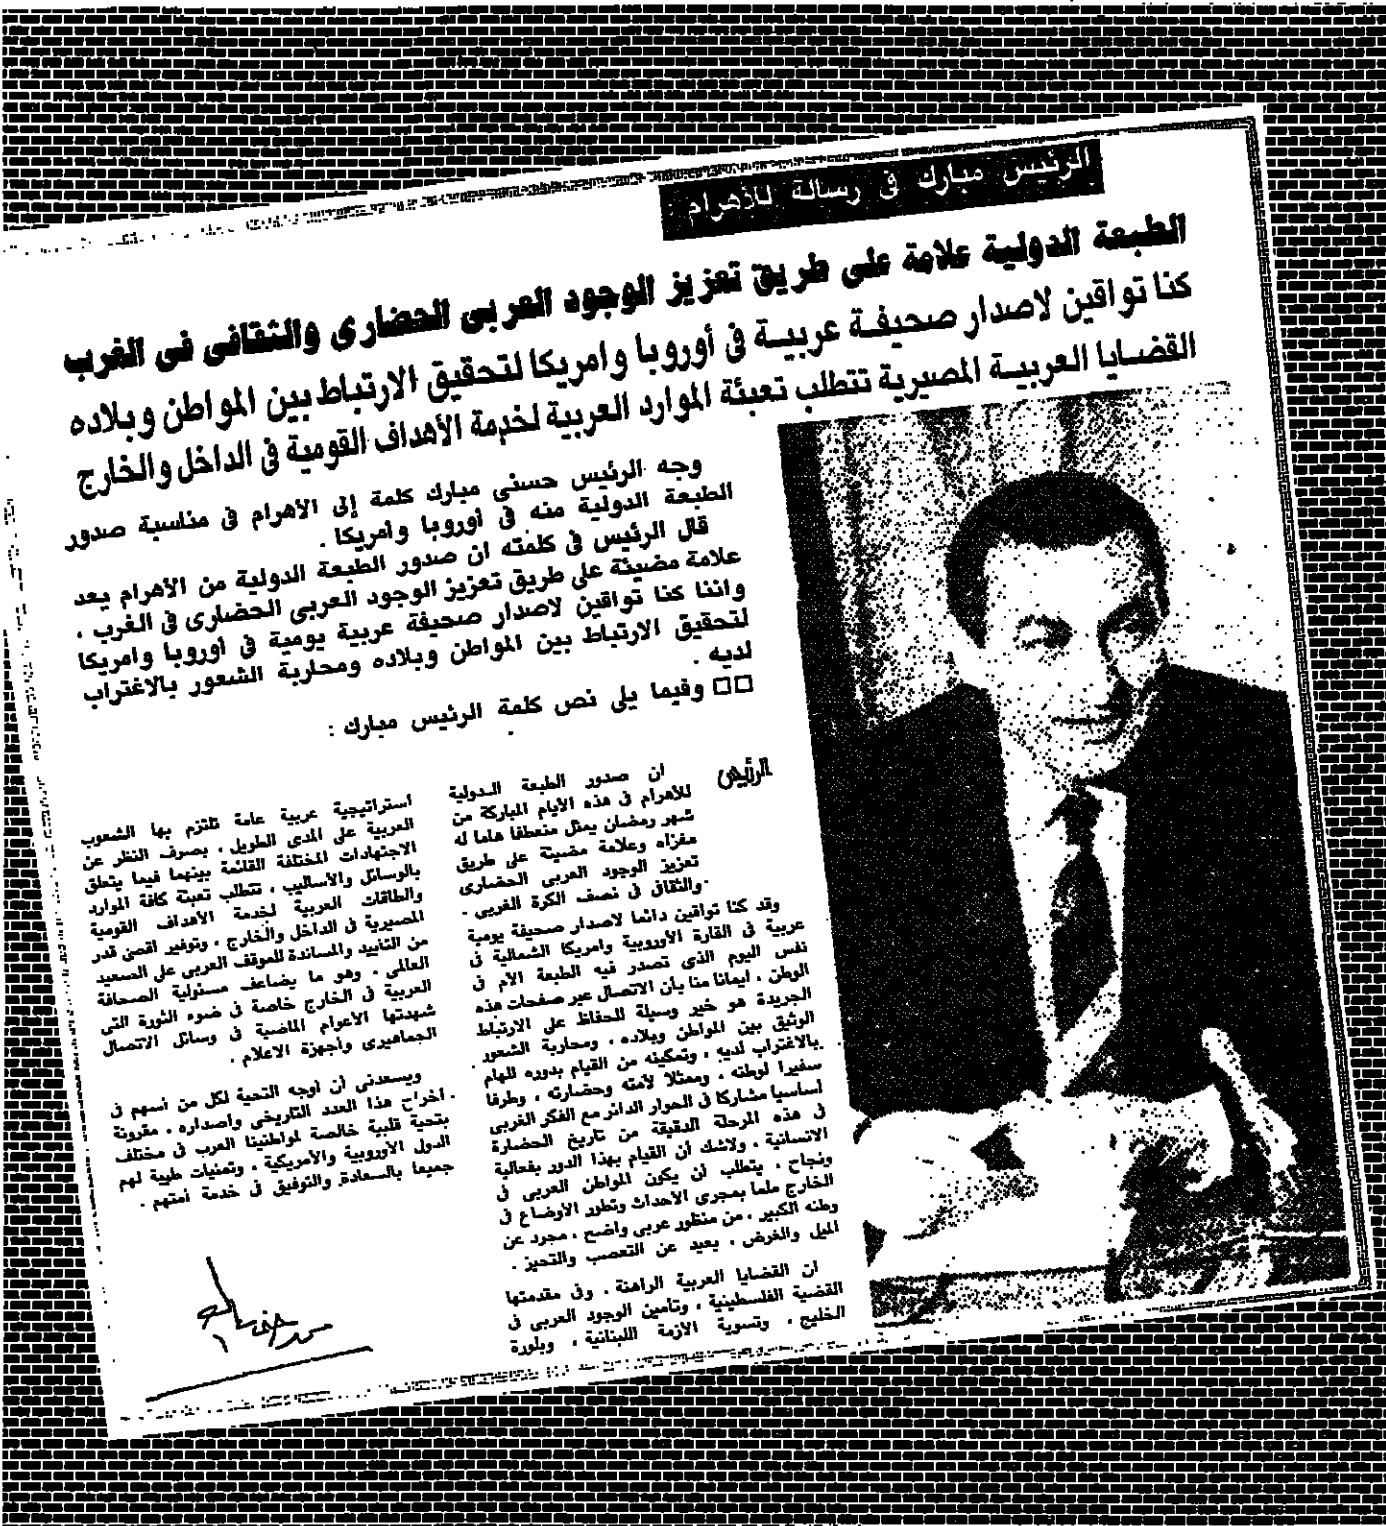 الرئيس مبارك فى رسالة للأهرام
الطبعة الدولية علامة على طريق تعزيز الوجود العربى الحضارى والثقافى فى الغرب
كنا تواقين لاصدار صحيفة عربية فى أوروبا وامريكا لتحقيق الارتباط بين المواطن وبلاده
القضايا العربية المصيرية تتطلب تعبئة الموارد العربية لخدمة الأهداف القومية فى الداخل والخارج
وجه الرئيس حسنى مبارك كلمة إلى الأهرام فى مناسبة صدور
الطبعة الدولية منه فى أوروبا وأمريكا .
قال الرئيس فى كلمته ان صدور الطبعة الدولية من الأهرام يعد
علامة مضيئة على طريق تعزيز الوجود العربى الحضارى فى الغرب .
واننا كنا تواقين لاصدار صحيفة عربية يومية فى أوروبا وامريكا
لتحقيق الارتباط بين المواطن وبلاده ومحاربة الشعور بالاغتراب
لديه .
□□ وفيما يلى نص كلمة الرئيس مبارك :
الرئيس
ان صدور الطبعة الدولية
للأهرام فى هذه الأيام المباركة من
شهر رمضان يمثل منعطفا هاما له
مغزاه وعلامة مضيئة على طريق
تعزيز الوجود العربى الحضارى
والثقافى فى نصف الكرة الغربى .
وقد كنا تواقين دائما لاصدار صحيفة يومية
عربية فى القارة الأوروبية وامريكا الشمالية فى
نفس اليوم الذى تصدر فيه الطبعة الأم فى
الوطن ، ايمانا منا بأن الاتصال عبر صفحات هذه
الجريدة هو خير وسيلة للحفاظ على الارتباط
الوثيق بين المواطن وبلاده ، ومحاربة الشعور
بالاغتراب لديه ، وتمكينه من القيام بدوره الهام
سفيرا لوطنه ، وممثلا لأمته وحضارته ، وطرفا
أساسيا مشاركا فى الحوار الدائر مع الفكر الغربى
فى هذه المرحلة الدقيقة من تاريخ الحضارة
الانسانية ، ولاشك أن القيام بهذا الدور بفعالية
ونجاح ، يتطلب أن يكون المواطن العربى فى
الخارج ملما بمجرى الأحداث وتطور الأوضاع فى
وطنه الكبير ، من منظور عربى واضح ، مجرد عن
الميل والغرض ، بعيد عن التعصب والتحيز .
ان القضايا العربية الراهنة ، وفى مقدمتها
القضية الفلسطينية ، وتأمين الوجود العربى فى
الخليج ، وتسوية الأزمة اللبنانية ، وبلورة
استراتيجية عربية عامة تلتزم بها الشعوب
العربية على المدى الطويل ، بصرف النظر عن
الاجتهادات المختلفة القائمة بينهما فيما يتعلق
بالوسائل والأساليب ، تتطلب تعبئة كافة الموارد
والطاقات العربية لخدمة الأهداف القومية
المصيرية فى الداخل والخارج ، وتوفير اقصى قدر
من التأييد والمساندة للموقف العربى على الصعيد
العالمى ، وهو ما يضاعف مسئولية الصحافة
العربية فى الخارج خاصة فى ضوء الثورة التى
شهدتها الأعوام الماضية فى وسائل الاتصال
الجماهيرى واجهزة الاعلام .
ويسعدنى أن أوجه التحية لكل من أسهم فى
اخراج هذا العدد التاريخى واصداره ، مقرونة
بتحية قلبية خالصة لمواطنينا العرب فى مختلف
الدول الأوروبية والأمريكية ، وتمنيات طيبة لهم
جميعا بالسعادة والتوفيق فى خدمة أمتهم .